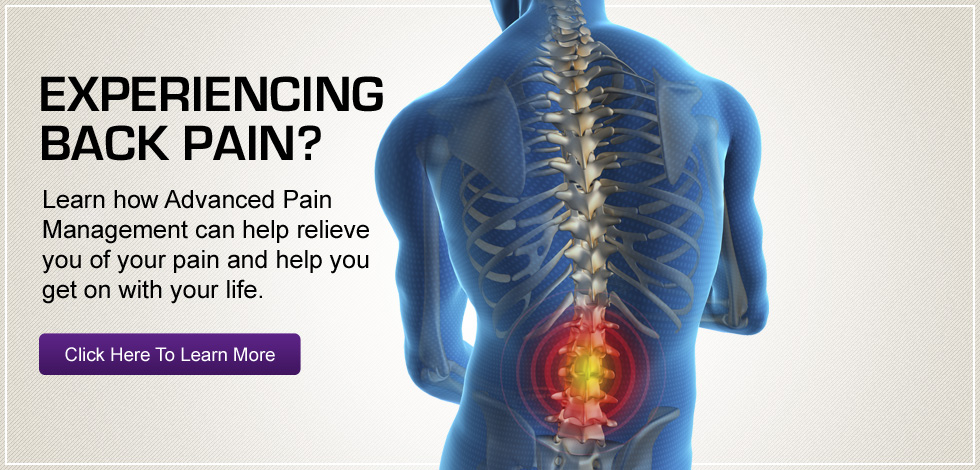 EXPERIENCING
BACK PAIN?
Learn how Advanced Pain
Management can help relieve
you of your pain and help you
get on with your life.
Click Here To Learn More